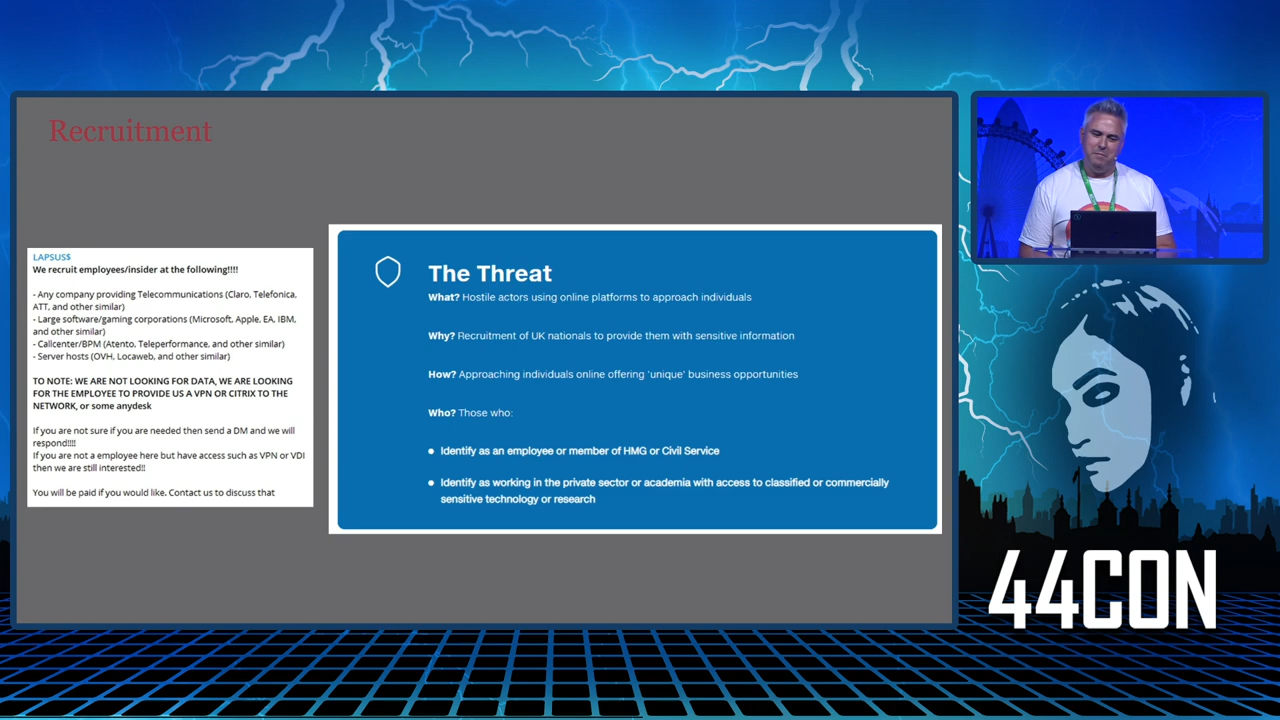 Recruitment
LAPSUS$
We recruit employees/insider at the following!!!!
- Any company providing Telecommunications (Claro, Telefonica,
ATT, and other similar)
- Large software/gaming corporations (Microsoft, Apple, EA, IBM,
and other similar)
- Callcenter/BPM (Atento, Teleperformance, and other similar)
- Server hosts (OVH, Locaweb, and other similar)
TO NOTE: WE ARE NOT LOOKING FOR DATA, WE ARE LOOKING
FOR THE EMPLOYEE TO PROVIDE US A VPN OR CITRIX TO THE
NETWORK, or some anydesk
If you are not sure if you are needed then send a DM and we will
respond!!!!
If you are not a employee here but have access such as VPN or VDI
then we are still interested!!
You will be paid if you would like. Contact us to discuss that
The Threat
What? Hostile actors using online platforms to approach individuals
Why? Recruitment of UK nationals to provide them with sensitive information
How? Approaching individuals online offering 'unique' business opportunities
Who? Those who:
• Identify as an employee or member of HMG or Civil Service
• Identify as working in the private sector or academia with access to classified or commercially
sensitive technology or research
44CON